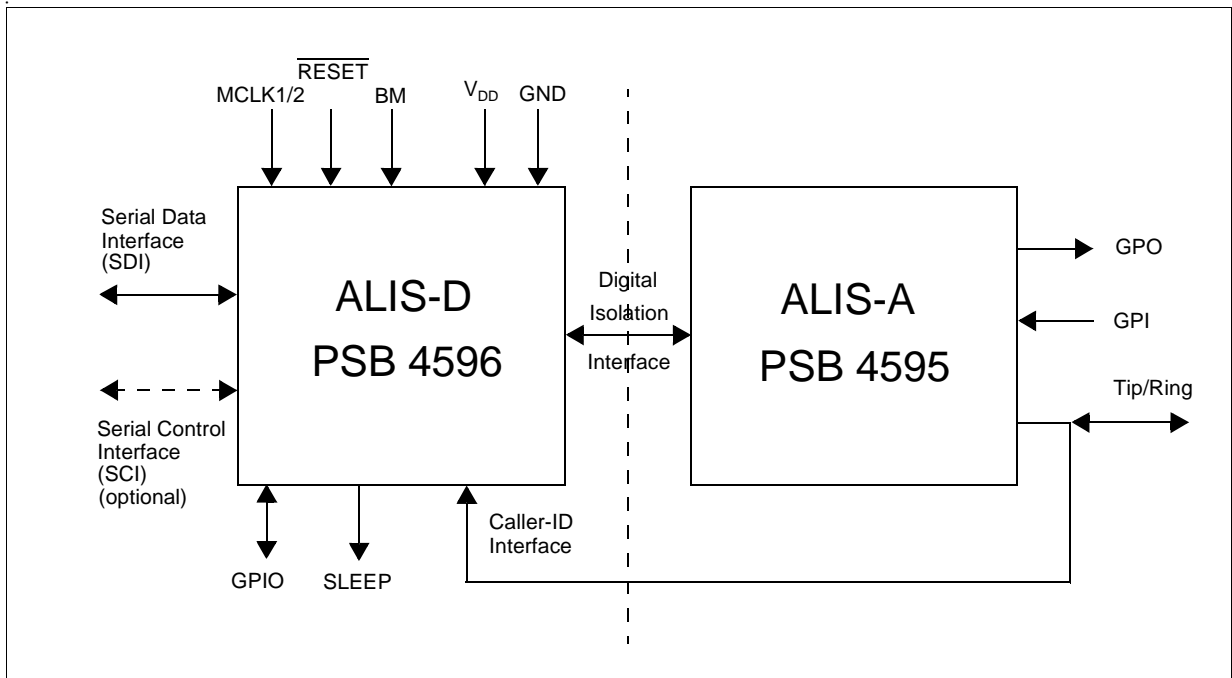 RESET
MCLK1/2
BM
VDD
GND
Serial Data
Interface
(SDI)
ALIS-D
PSB 4596
Digital
Isolation
Interface
ALIS-A
PSB 4595
GPO
GPI
Tip/Ring
Serial Control
Interface
(SCI)
(optional)
Caller-ID
Interface
GPIO
SLEEP